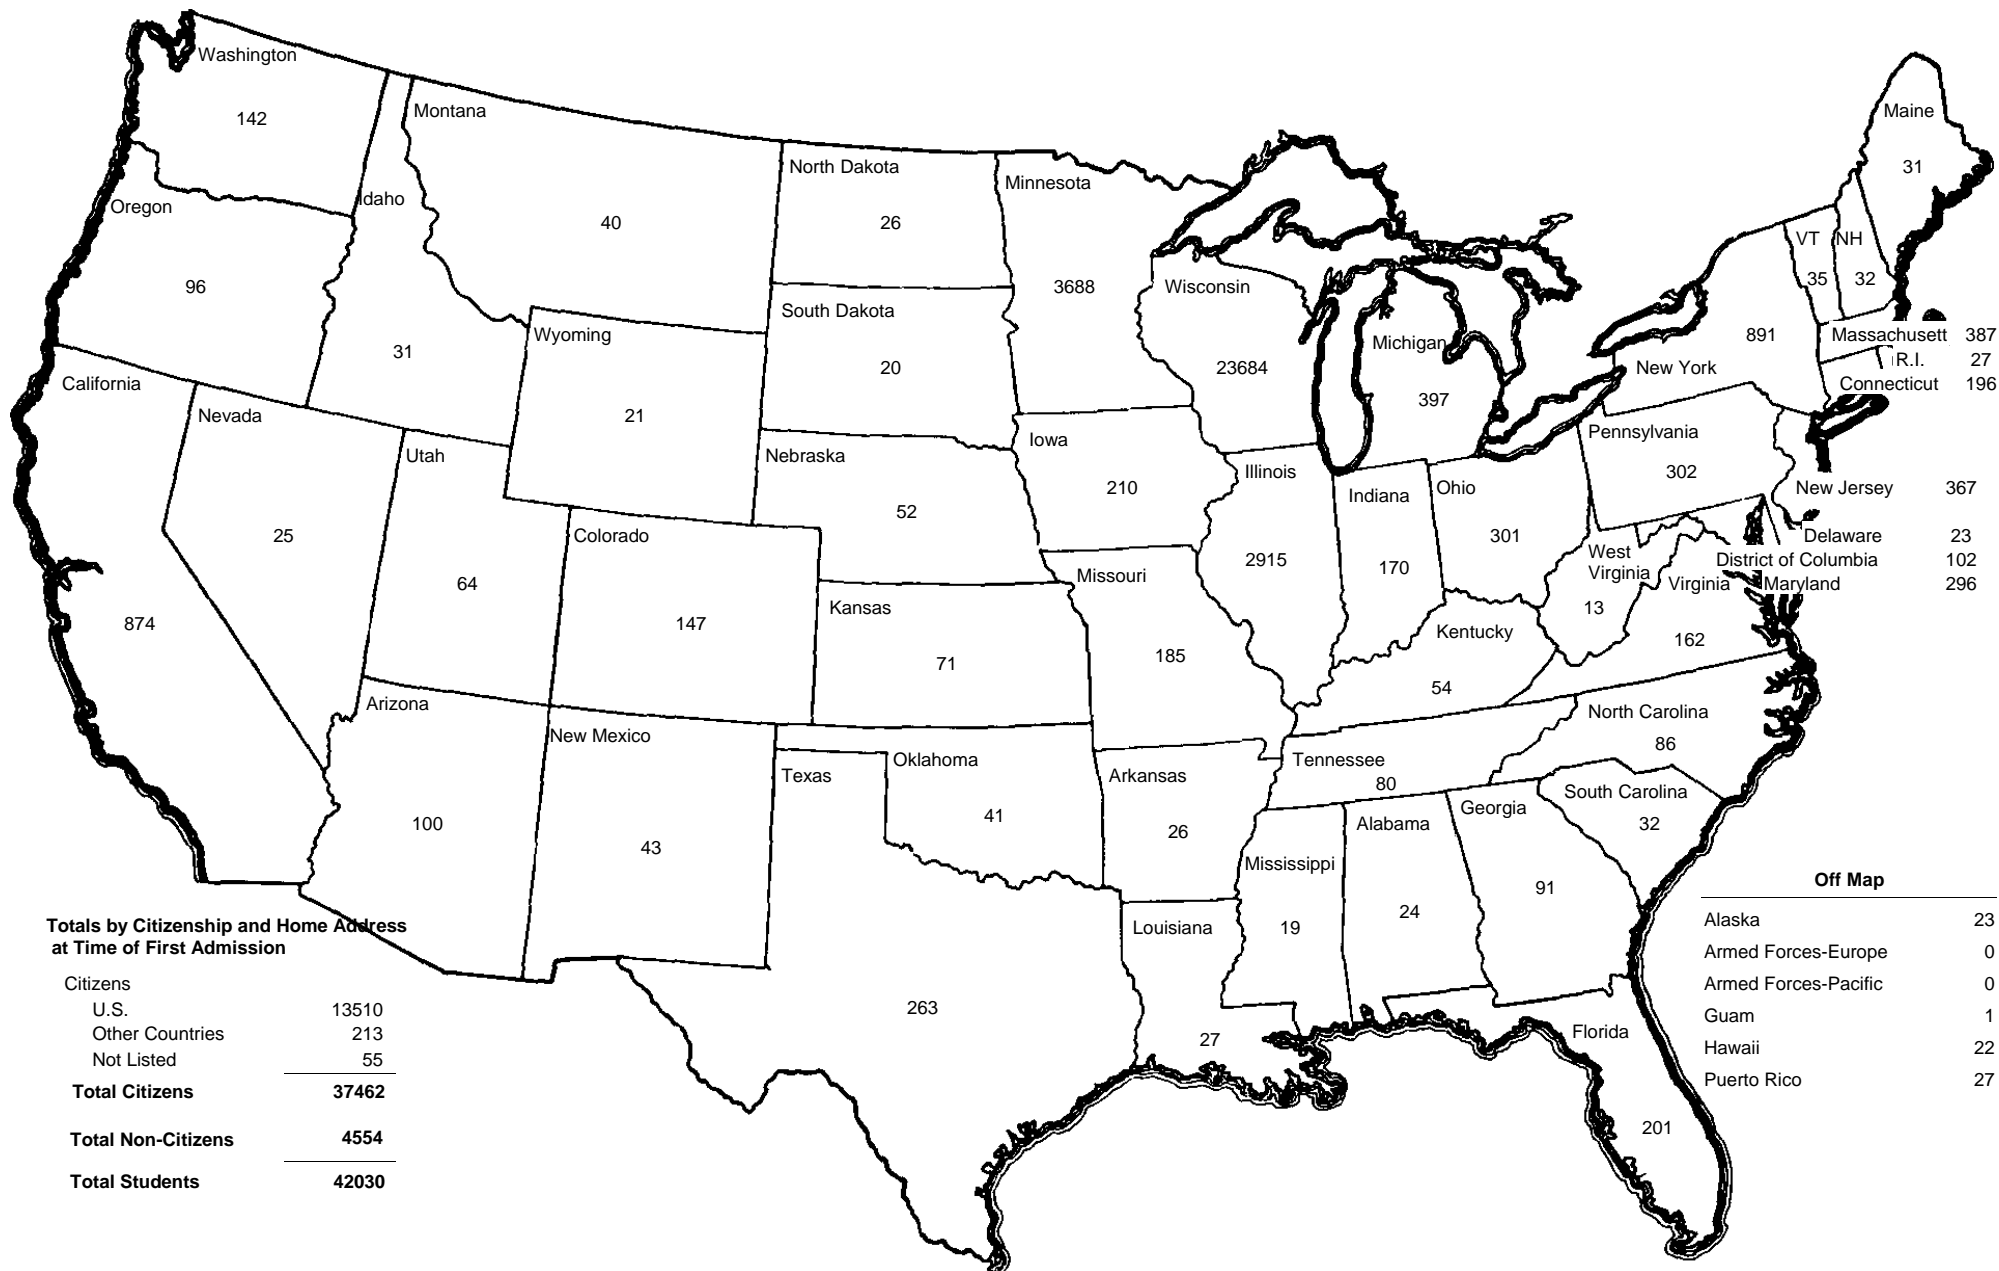 Washington
142
Montana
40
Idaho
31
Oregon
96
North Dakota
26
Minnesota
3688
South Dakota
20
Wisconsin
23684
Michigan
397
Maine
31
VT
35
NH
32
New York
891
Massachusett 387
R.I. 27
Connecticut 196
Wyoming
21
California
874
Nevada
25
Utah
64
Colorado
147
Nebraska
52
Iowa
210
Illinois
2915
Indiana
170
Ohio
301
Pennsylvania
302
New Jersey 367
Delaware 23
District of Columbia 102
Maryland 296
West
Virginia
13
Virginia
162
Kansas
71
Missouri
185
Kentucky
54
Arizona
100
New Mexico
43
Texas
263
Oklahoma
41
Arkansas
26
Tennessee
80
North Carolina
86
South Carolina
32
Georgia
91
Alabama
24
Mississippi
19
Louisiana
27
Florida
201
Totals by Citizenship and Home Address
at Time of First Admission
Citizens
U.S. 13510
Other Countries 213
Not Listed 55
Total Citizens 37462
Total Non-Citizens 4554
Total Students 42030
Off Map
Alaska 23
Armed Forces-Europe 0
Armed Forces-Pacific 0
Guam 1
Hawaii 22
Puerto Rico 27